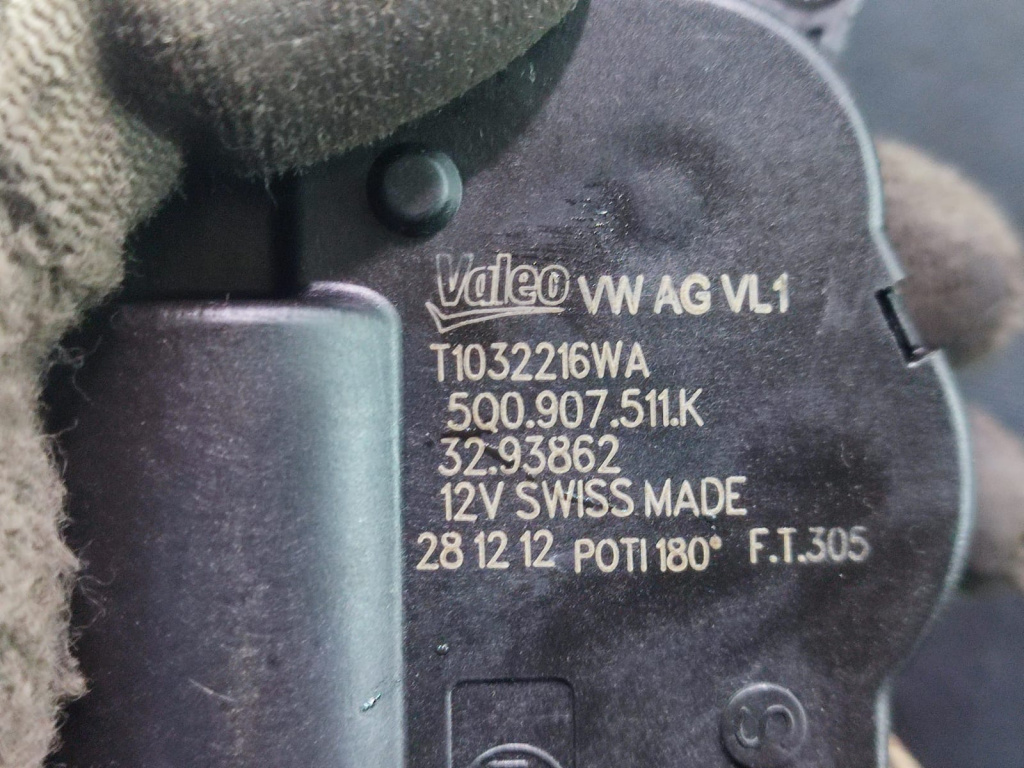 Valeo VW AG VL1
T1032216WA
5Q0.907.511.K
32.93862
12V SWISS MADE
28 12 12 POTI 180° F.T.305
S